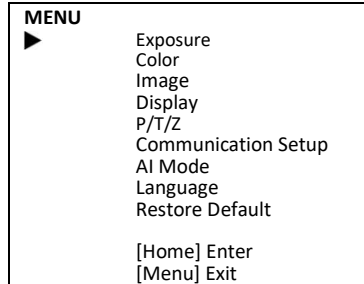 MENU
Exposure
Color
Image
Display
P/T/Z
Communication Setup
AI Mode
Language
Restore Default
[Home] Enter
[Menu] Exit